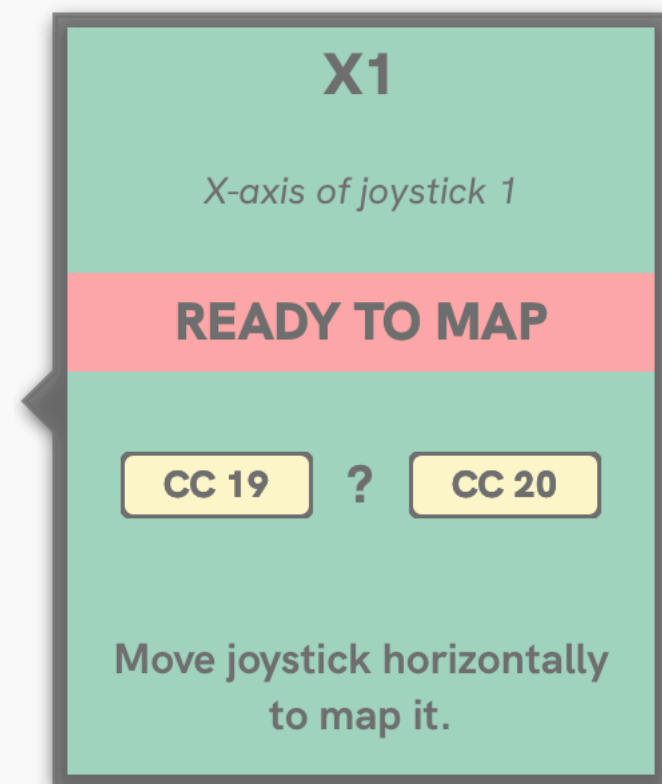 X1
X-axis of joystick 1
READY TO MAP
CC 19 ? CC 20
Move joystick horizontally
to map it.